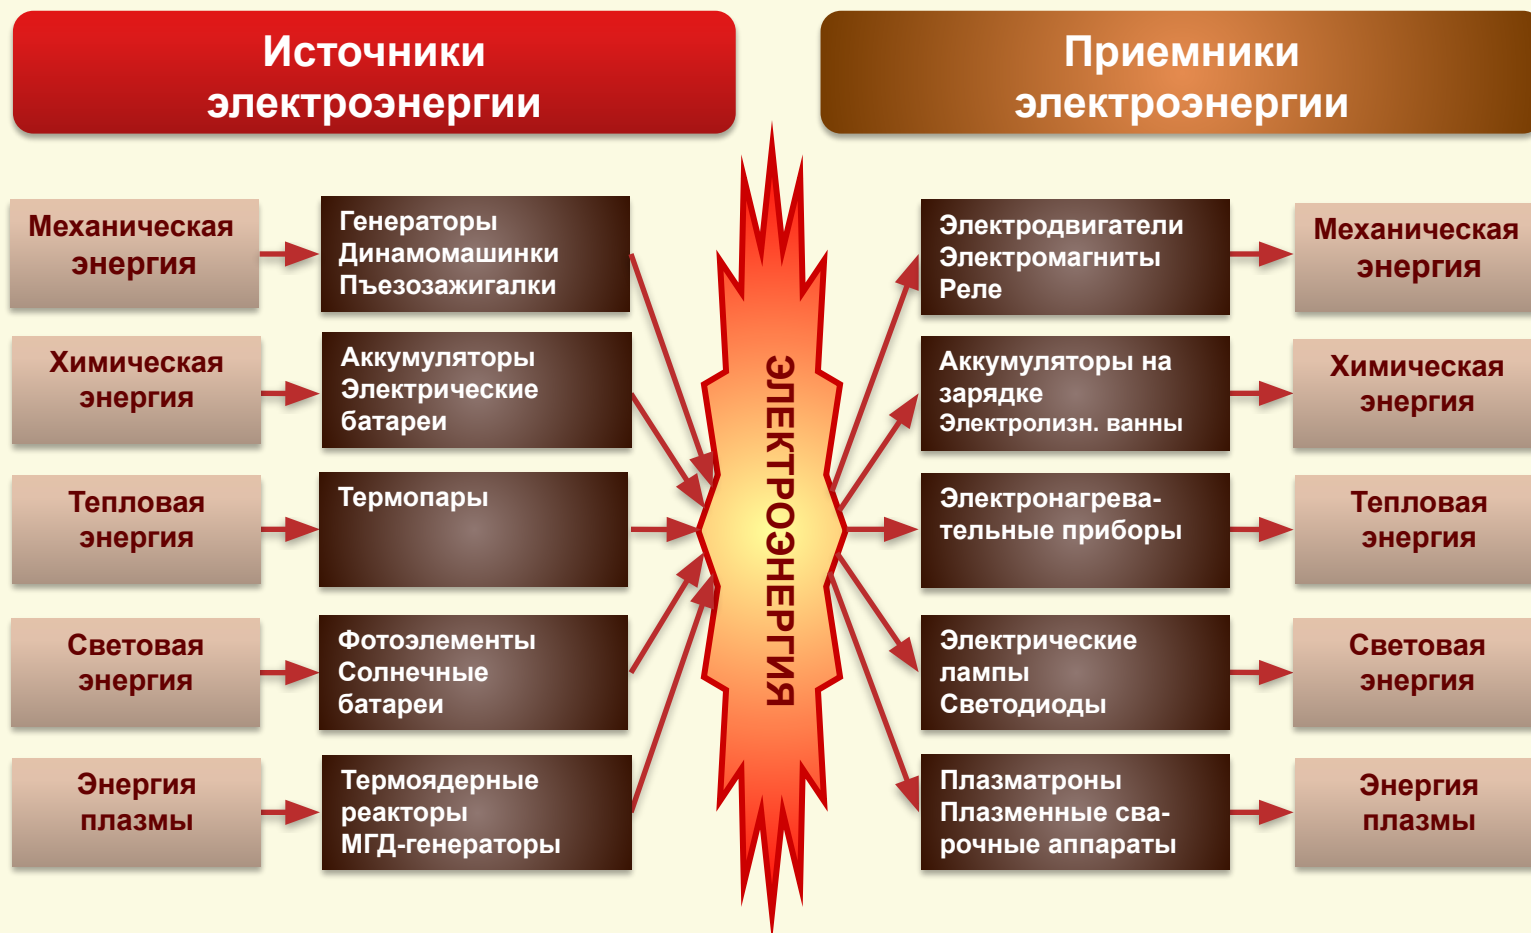 Источники
электроэнергии
Приемники
электроэнергии
Механическая
энергия
Генераторы
Динамомашинки
Пъезозажигалки
Химическая
энергия
Аккумуляторы
Электрические
батареи
Тепловая
энергия
Термопары
Световая
энергия
Фотоэлементы
Солнечные
батареи
Энергия
плазмы
Термоядерные
реакторы
МГД-генераторы
ЭЛЕКТРОЭНЕРГИЯ
Электродвигатели
Электромагниты
Реле
Механическая
энергия
Аккумуляторы на
зарядке
Электролизн. ванны
Химическая
энергия
Электронагрева-
тельные приборы
Тепловая
энергия
Электрические
лампы
Светодиоды
Световая
энергия
Плазматроны
Плазменные сва-
рочные аппараты
Энергия
плазмы